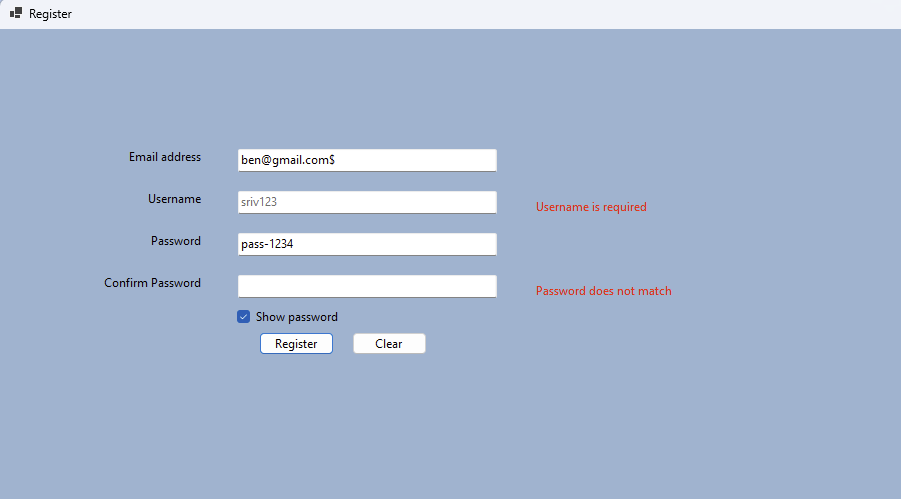 Register
Email address ben@gmail.com$
Username sriv123 Username is required
Password pass-1234
Confirm Password Password does not match
Show password
Register Clear